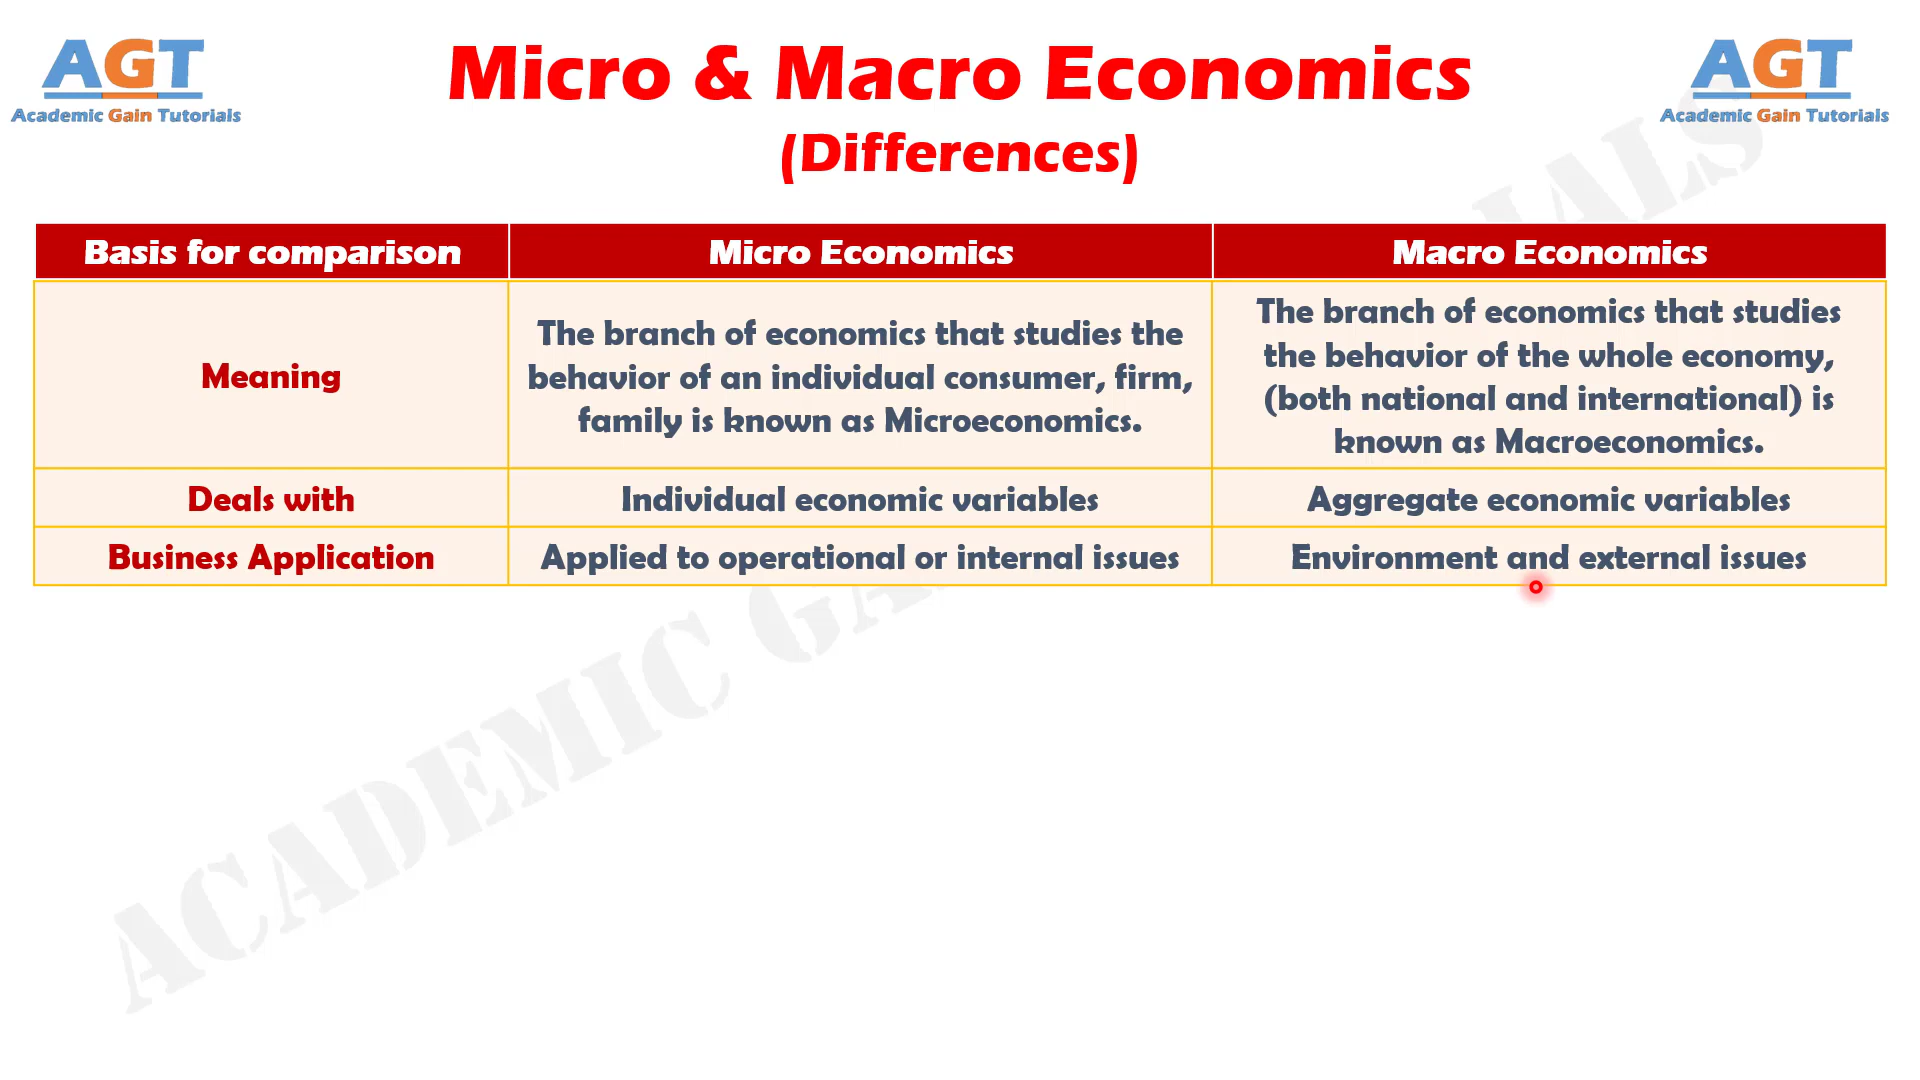 AGT
Academic Gain Tutorials
Micro & Macro Economics
(Differences)
AGT
Academic Gain Tutorials
Basis for comparison
Micro Economics
Macro Economics
Meaning
The branch of economics that studies the
behavior of an individual consumer, firm,
family is known as Microeconomics.
The branch of economics that studies
the behavior of the whole economy,
(both national and international) is
known as Macroeconomics.
Deals with
Individual economic variables
Aggregate economic variables
Business Application
Applied to operational or internal issues
Environment and external issues
ACADEMIC